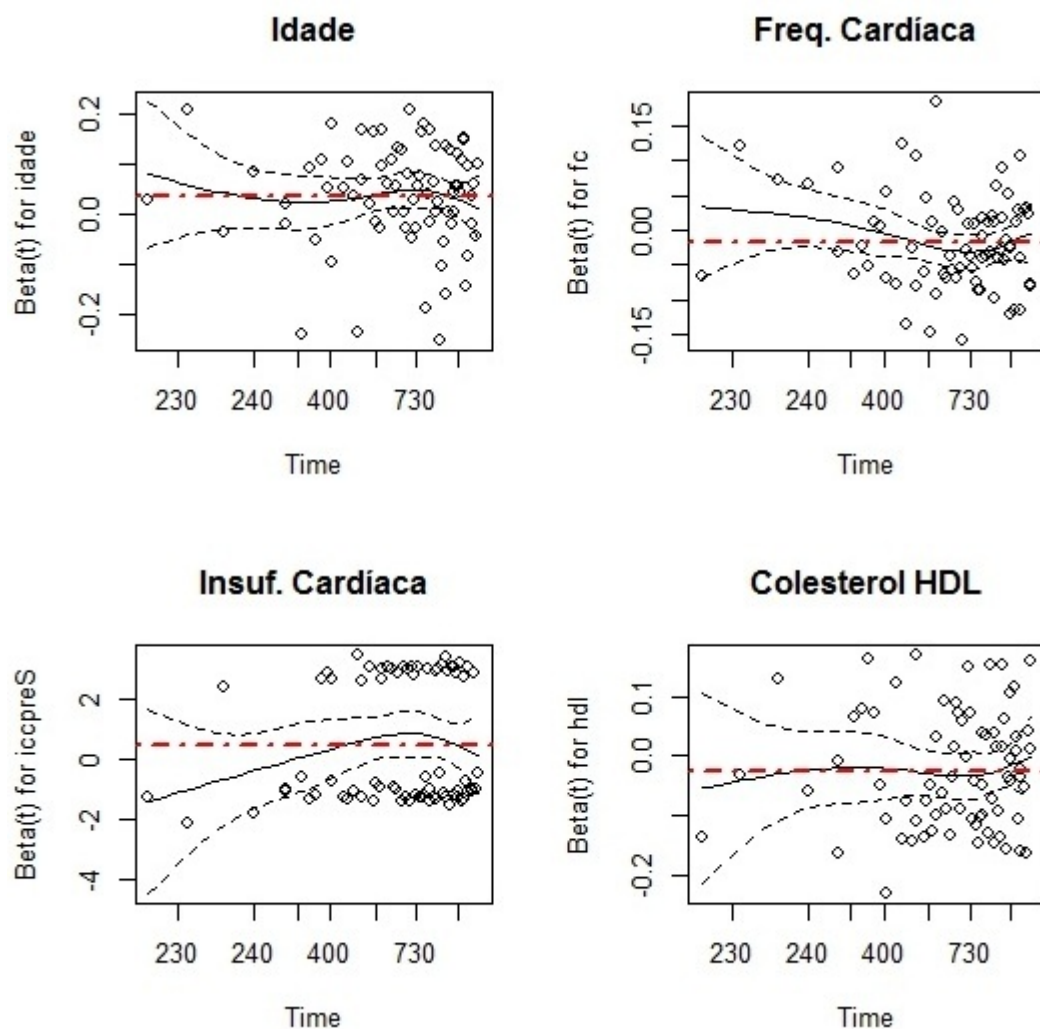 Idade
Beta(t) for idade
0.2
0.0
-0.2
230 240 400 730
Time
Freq. Cardíaca
Beta(t) for fc
0.15
0.00
-0.15
230 240 400 730
Time
Insuf. Cardíaca
Beta(t) for iccpreS
2
0
-2
-4
230 240 400 730
Time
Colesterol HDL
Beta(t) for hdl
0.1
0.0
-0.2
230 240 400 730
Time